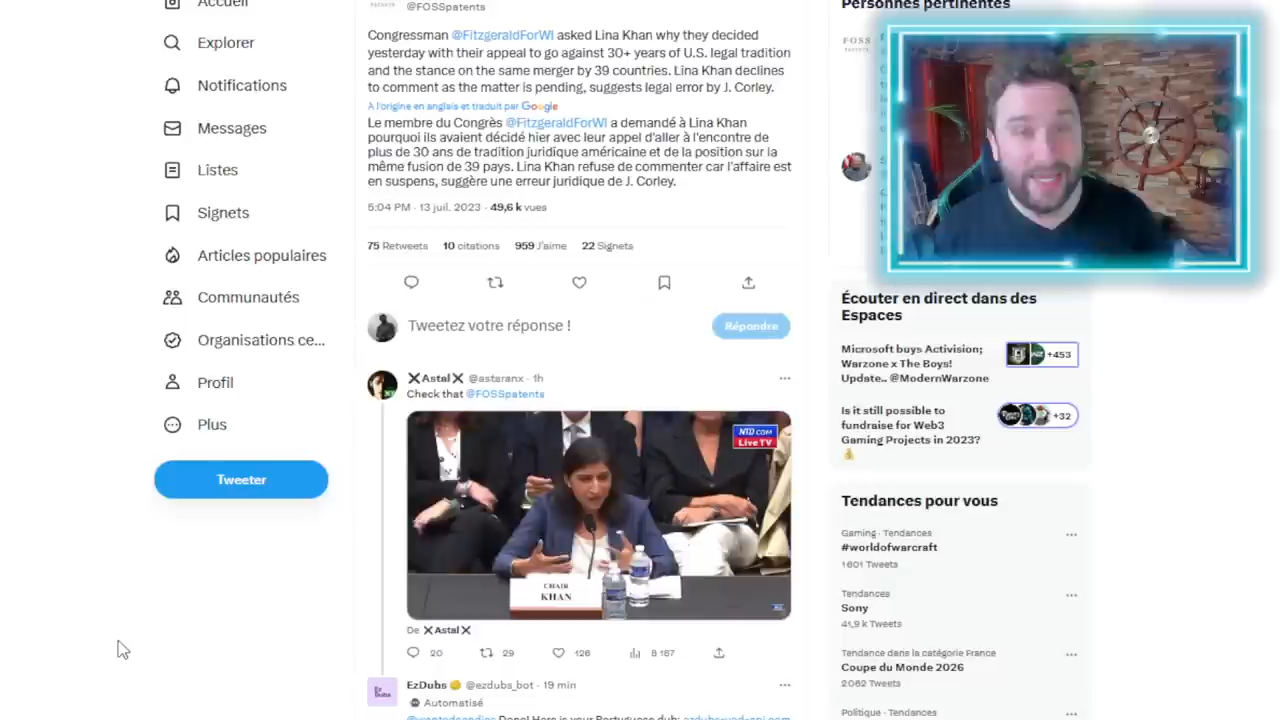 Accueil
Explorer
Notifications
Messages
Listes
Signets
Articles populaires
Communautés
Organisations ce...
Profil
Plus
Tweeter
@FOSSpatents
Congressman @FitzgeraldForWI asked Lina Khan why they decided
yesterday with their appeal to go against 30+ years of U.S. legal tradition
and the stance on the same merger by 39 countries. Lina Khan declines
to comment as the matter is pending, suggests legal error by J. Corley.
À l'origine en anglais et traduit par Google
Le membre du Congrès @FitzgeraldForWI a demandé à Lina Khan
pourquoi ils avaient décidé hier avec leur appel d'aller à l'encontre de
plus de 30 ans de tradition juridique américaine et de la position sur la
même fusion de 39 pays. Lina Khan refuse de commenter car l'affaire est
en suspens, suggère une erreur juridique de J. Corley.
5:04 PM · 13 juil. 2023 · 49,6 k vues
75 Retweets 10 citations 959 J'aime 22 Signets
Tweetez votre réponse !
Répondre
Astal @astaranx · 1h
Check that @FOSSpatents
NTD.COM
Live TV
CHAIR
KHAN
De Astal
20 29 126 8 187
EzDubs @ezdubs_bot · 19 min
Automatisé
Personnes pertinentes
FOSS
Écouter en direct dans des
Espaces
Microsoft buys Activision;
Warzone x The Boys!
Update.. @ModernWarzone
+453
Is it still possible to
fundraise for Web3
Gaming Projects in 2023?
+32
Tendances pour vous
Gaming · Tendances
#worldofwarcraft
1 601 Tweets
Tendances
Sony
41,9 k Tweets
Tendance dans la catégorie France
Coupe du Monde 2026
2 062 Tweets
Politique · Tendances